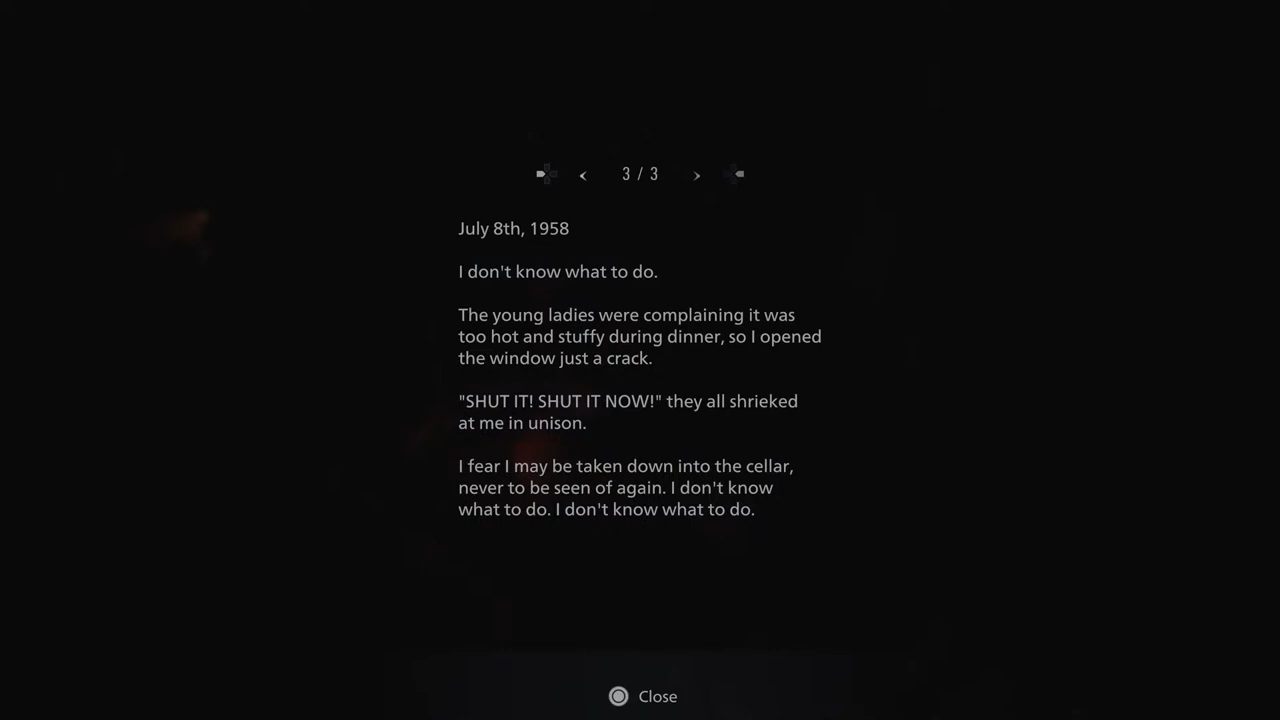 3 / 3
July 8th, 1958
I don't know what to do.
The young ladies were complaining it was
too hot and stuffy during dinner, so I opened
the window just a crack.
"SHUT IT! SHUT IT NOW!" they all shrieked
at me in unison.
I fear I may be taken down into the cellar,
never to be seen of again. I don't know
what to do. I don't know what to do.
Close